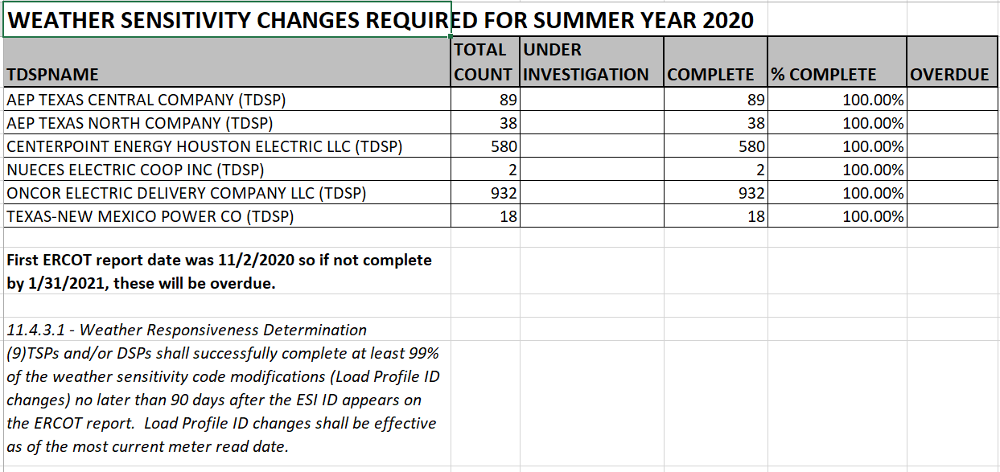 WEATHER SENSITIVITY CHANGES REQUIRED FOR SUMMER YEAR 2020
TDSPNAME TOTAL COUNT UNDER INVESTIGATION COMPLETE % COMPLETE OVERDUE
AEP TEXAS CENTRAL COMPANY (TDSP) 89 89 100.00%
AEP TEXAS NORTH COMPANY (TDSP) 38 38 100.00%
CENTERPOINT ENERGY HOUSTON ELECTRIC LLC (TDSP) 580 580 100.00%
NUECES ELECTRIC COOP INC (TDSP) 2 2 100.00%
ONCOR ELECTRIC DELIVERY COMPANY LLC (TDSP) 932 932 100.00%
TEXAS-NEW MEXICO POWER CO (TDSP) 18 18 100.00%
First ERCOT report date was 11/2/2020 so if not complete
by 1/31/2021, these will be overdue.
11.4.3.1 - Weather Responsiveness Determination
(9)TSPs and/or DSPs shall successfully complete at least 99%
of the weather sensitivity code modifications (Load Profile ID
changes) no later than 90 days after the ESI ID appears on
the ERCOT report.  Load Profile ID changes shall be effective
as of the most current meter read date.